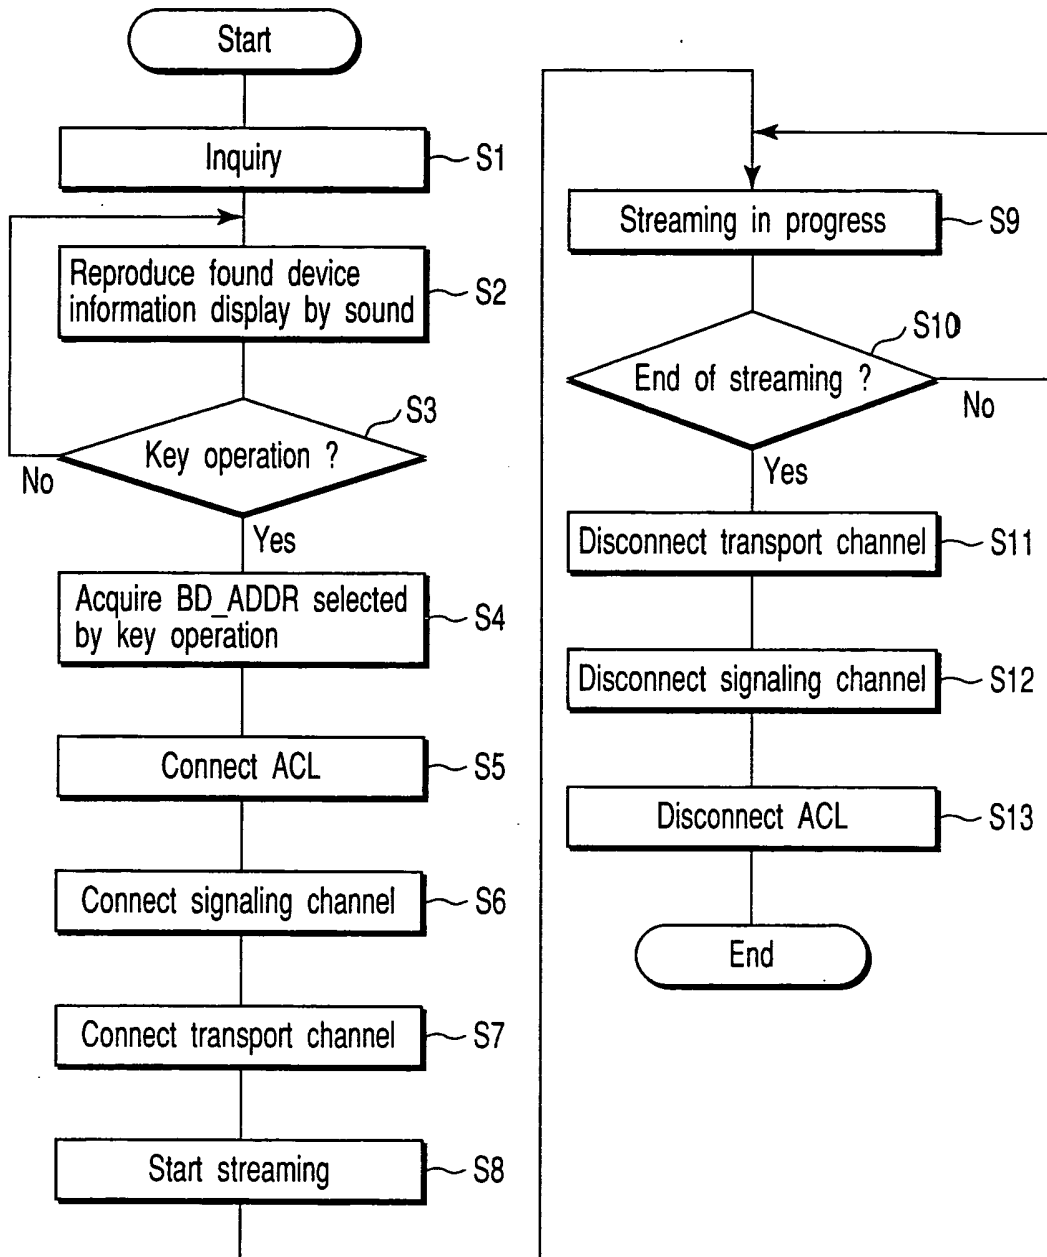 Start
Inquiry
S1
Reproduce found device
information display by sound
S2
Key operation ?
S3
No
Yes
Acquire BD_ADDR selected
by key operation
S4
Connect ACL
S5
Connect signaling channel
S6
Connect transport channel
S7
Start streaming
S8
Streaming in progress
S9
End of streaming ?
S10
No
Yes
Disconnect transport channel
S11
Disconnect signaling channel
S12
Disconnect ACL
S13
End